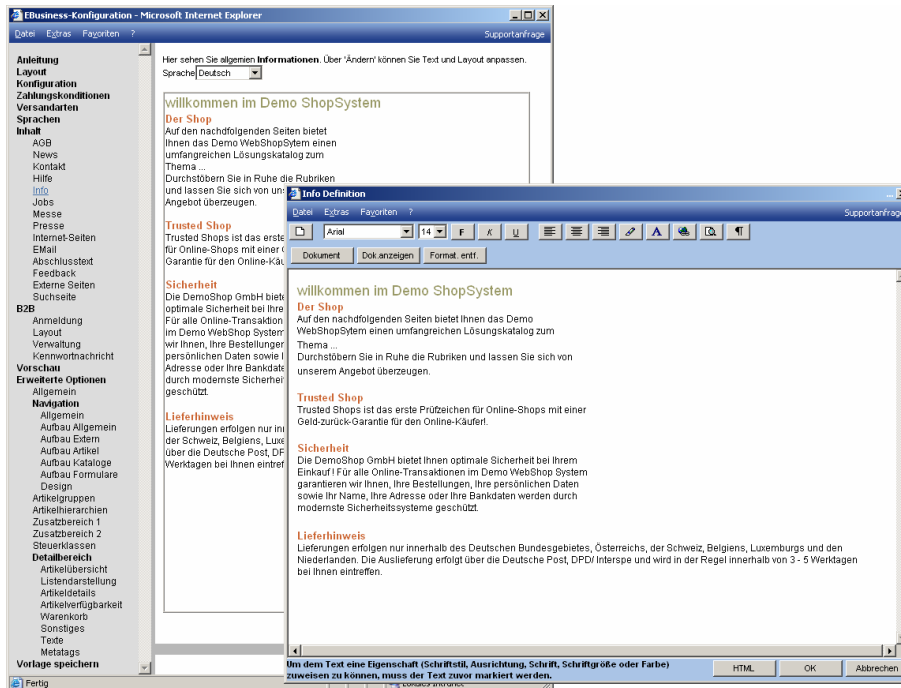 EBusiness-Konfiguration - Microsoft Internet Explorer
Datei Extras Favoriten ? Supportanfrage
Anleitung
Layout
Konfiguration
Zahlungskonditionen
Versandarten
Sprachen
Inhalt
AGB
News
Kontakt
Hilfe
Info
Jobs
Messe
Presse
Internet-Seiten
EMail
Abschlusstext
Feedback
Externe Seiten
Suchseite
B2B
Anmeldung
Layout
Verwaltung
Kennwortnachricht
Vorschau
Erweiterte Optionen
Allgemein
Navigation
Allgemein
Aufbau Allgemein
Aufbau Extern
Aufbau Artikel
Aufbau Kataloge
Aufbau Formulare
Design
Artikelgruppen
Artikelhierarchien
Zusatzbereich 1
Zusatzbereich 2
Steuerklassen
Detailbereich
Artikelübersicht
Listendarstellung
Artikeldetails
Artikelverfügbarkeit
Warenkorb
Sonstiges
Texte
Metatags
Vorlage speichern
Hier sehen Sie allgemien Informationen. Über 'Ändern' können Sie Text und Layout anpassen.
Sprache Deutsch
willkommen im Demo ShopSystem
Der Shop
Auf den nachdfolgenden Seiten bietet
Ihnen das Demo WebShopSytem einen
umfangreichen Lösungskatalog zum
Thema ...
Durchstöbern Sie in Ruhe die Rubriken
und lassen Sie sich von
Angebot überzeugen.
Trusted Shop
Trusted Shops ist das erste
für Online-Shops mit einer
Garantie für den
Sicherheit
Die DemoShop GmbH
optimale Sicherheit bei
Für alle Online-Transaktion
im Demo WebShop System
wir Ihnen, Ihre Bestellungen
persönlichen Daten sowie
Adresse oder Ihre
durch modernste
geschützt.
Lieferhinweis
Lieferungen erfolgen nur
der Schweiz, Belgiens,
über die Deutsche Post,
Werktagen bei Ihnen
Info Definition ...
Datei Extras Favoriten ? Supportanfrage
Arial 14 F K U A ¶
Dokument Dok.anzeigen Format. entf.
willkommen im Demo ShopSystem
Der Shop
Auf den nachdfolgenden Seiten bietet Ihnen das Demo
WebShopSytem einen umfangreichen Lösungskatalog zum
Thema ...
Durchstöbern Sie in Ruhe die Rubriken und lassen Sie sich von
unserem Angebot überzeugen.
Trusted Shop
Trusted Shops ist das erste Prüfzeichen für Online-Shops mit einer
Geld-zurück-Garantie für den Online-Käufer!.
Sicherheit
Die DemoShop GmbH bietet Ihnen optimale Sicherheit bei Ihrem
Einkauf ! Für alle Online-Transaktionen im Demo WebShop System
garantieren wir Ihnen, Ihre Bestellungen, Ihre persönlichen Daten
sowie Ihr Name, Ihre Adresse oder Ihre Bankdaten werden durch
modernste Sicherheitssysteme geschützt.
Lieferhinweis
Lieferungen erfolgen nur innerhalb des Deutschen Bundesgebietes, Österreichs, der Schweiz, Belgiens, Luxemburgs und den
Niederlanden. Die Auslieferung erfolgt über die Deutsche Post, DPD/ Interspe und wird in der Regel innerhalb von 3 - 5 Werktagen
bei Ihnen eintreffen.
Um dem Text eine Eigenschaft (Schriftstil, Ausrichtung, Schrift, Schriftgröße oder Farbe)
zuweisen zu können, muss der Text zuvor markiert werden.
HTML OK Abbrechen
Fertig Lokales Intranet